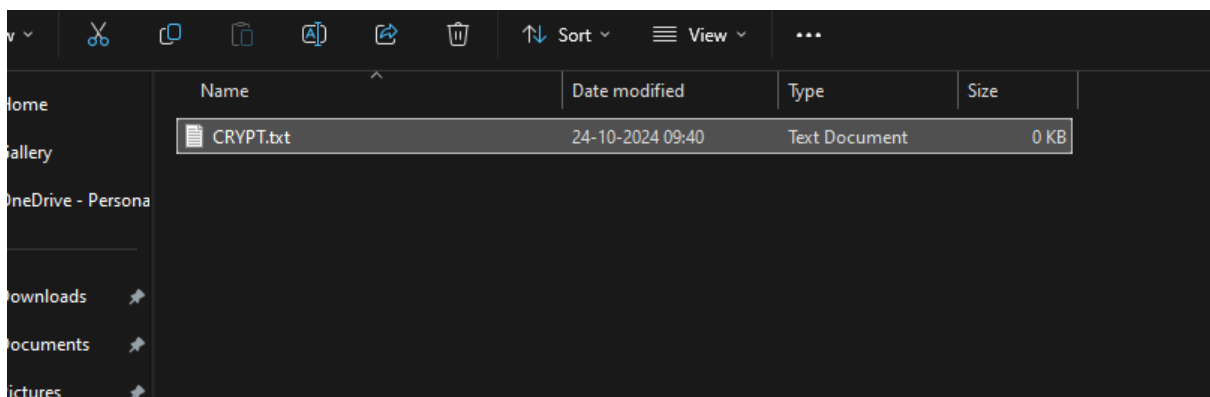 w Sort View
Name Date modified Type Size
Home
CRYPT.txt 24-10-2024 09:40 Text Document 0 KB
Gallery
OneDrive - Persona
Downloads
Documents
Pictures